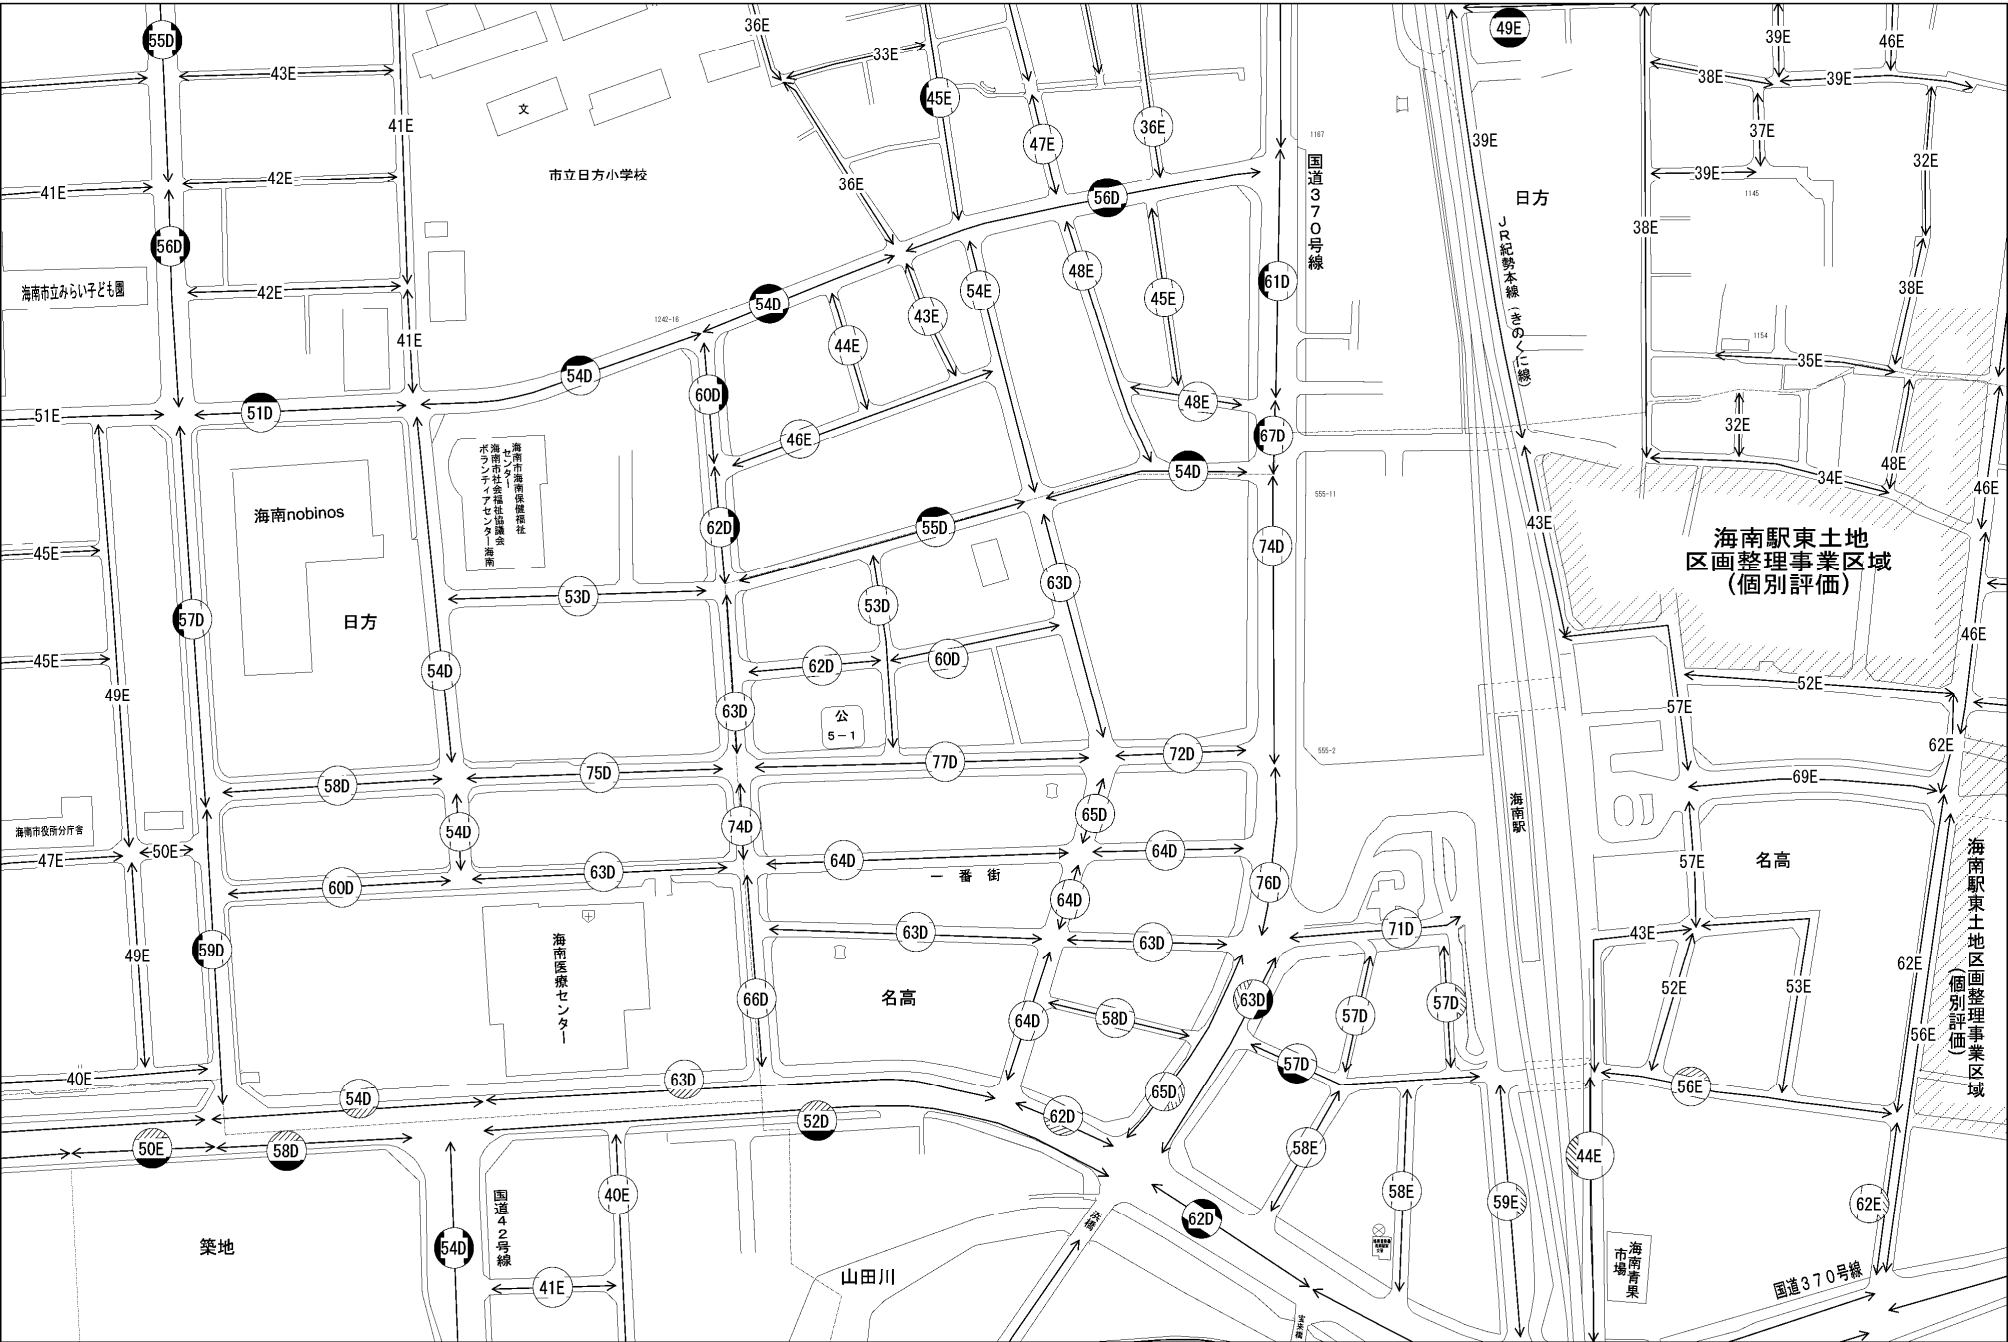 55D
43E
41E
36E
33E
45E
47E
36E
49E
39E
46E
38E
39E
37E
32E
39E
文
市立日方小学校
1167
国道370号線
日方
JR紀勢本線(きのくに線)
1145
41E
42E
56D
42E
36E
56D
39E
38E
海南市立みらい子ども園
41E
1242-16
54D
44E
43E
54E
48E
45E
61D
38E
1154
35E
51E
51D
54D
60D
46E
48E
67D
32E
34E
48E
46E
海南nobinos
海南市海南保健福祉
センター
海南市社会福祉協議会
ボランティアセンター海南
62D
55D
54D
555-11
74D
43E
海南駅東土地
区画整理事業区域
(個別評価)
45E
57D
日方
53D
53D
63D
45E
49E
54D
62D
60D
46E
52E
63D
公
5-1
57E
62E
58D
75D
77D
72D
555-2
69E
海南市役所分庁舎
47E
50E
54D
74D
65D
海南駅
60D
63D
64D
64D
一番街
76D
57E
名高
海南駅東土地区画整理事業区域
(個別評価)
49E
59D
海南医療センター
63D
64D
63D
71D
43E
62E
66D
名高
64D
58D
63D
57D
57D
52E
53E
56E
40E
54D
63D
62D
65D
57D
56E
50E
58D
52D
58E
44E
築地
54D
国道42号線
40E
浜橋
62D
58E
59E
62E
41E
山田川
海南青果
市場
国道370号線
宝来橋